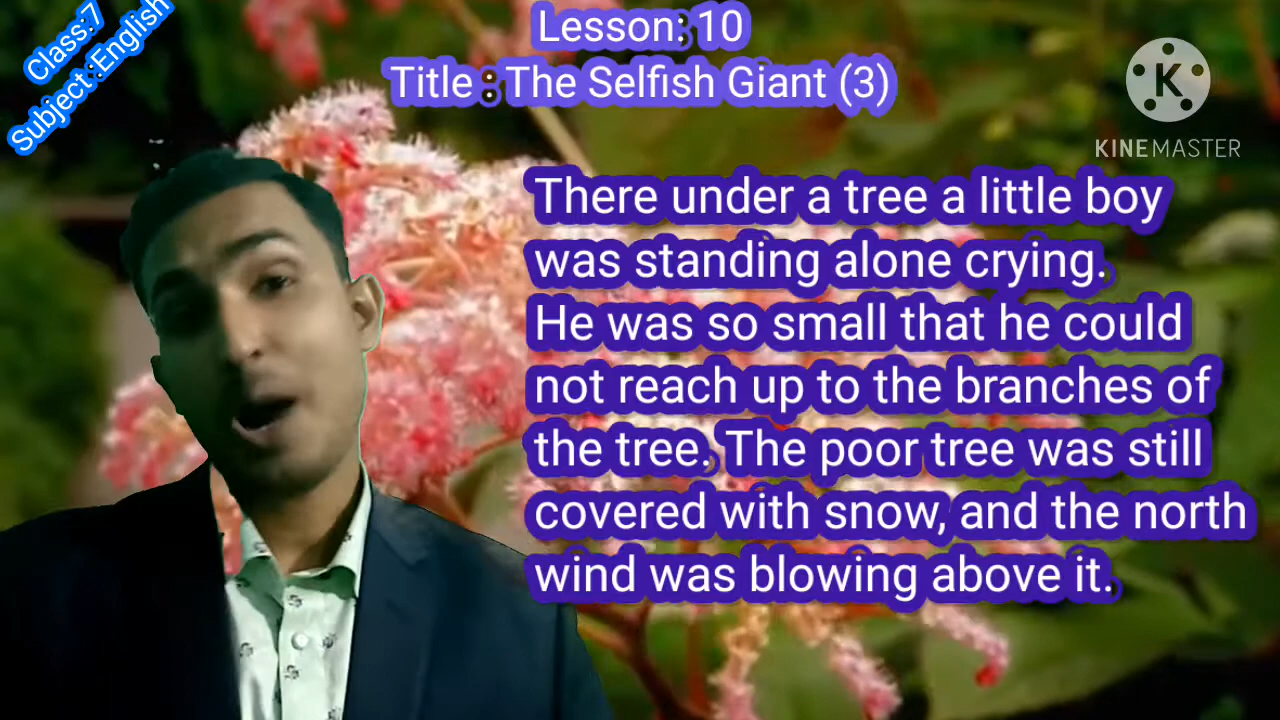 Class:7
Subject:English
Lesson: 10
Title : The Selfish Giant (3)
K
KINEMASTER
There under a tree a little boy
was standing alone crying.
He was so small that he could
not reach up to the branches of
the tree. The poor tree was still
covered with snow, and the north
wind was blowing above it.